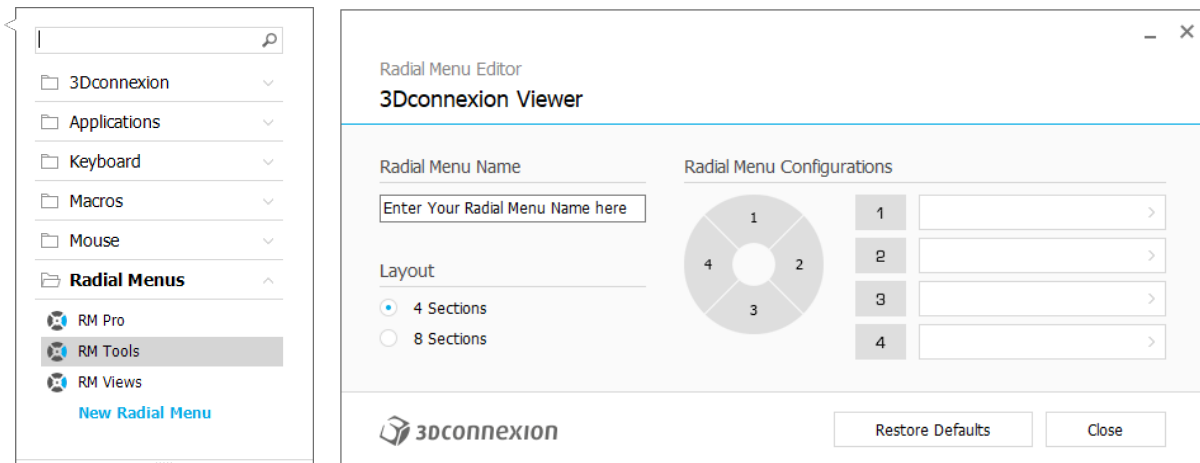 3Dconnexion
Applications
Keyboard
Macros
Mouse
Radial Menus
RM Pro
RM Tools
RM Views
New Radial Menu
Radial Menu Editor
3Dconnexion Viewer
Radial Menu Name
Enter Your Radial Menu Name here
Layout
4 Sections
8 Sections
Radial Menu Configurations
1
2
3
4
1
2
3
4
3Dconnexion
Restore Defaults
Close